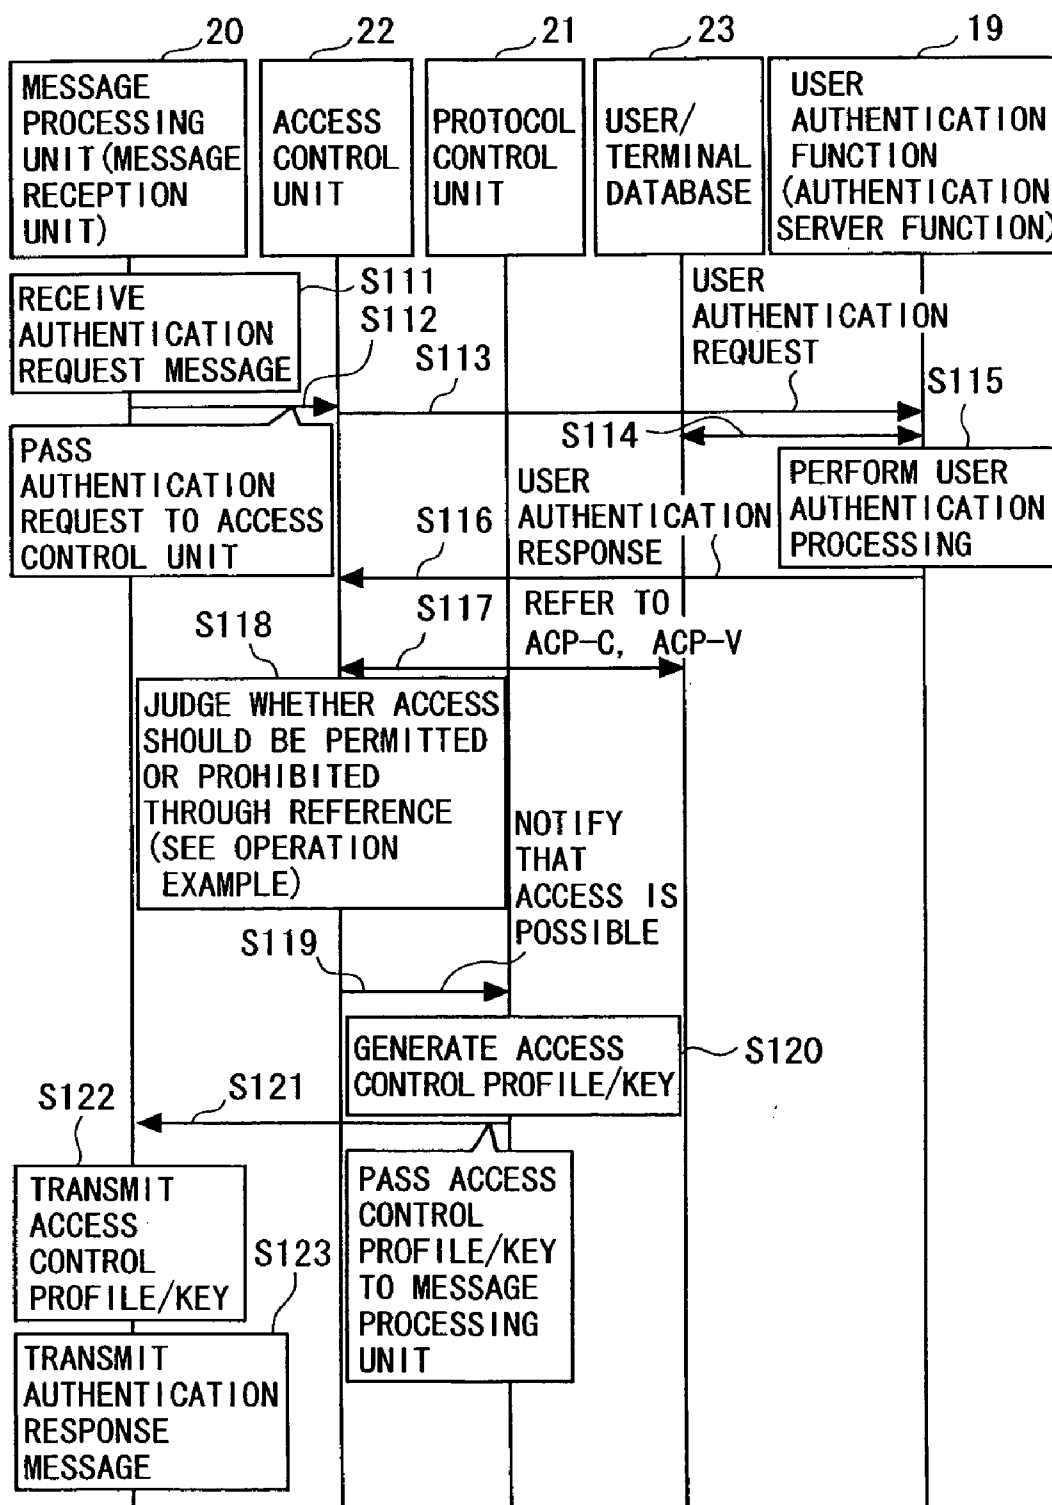 20
22
21
23
19
MESSAGE
PROCESSING
UNIT(MESSAGE
RECEPTION
UNIT)
ACCESS
CONTROL
UNIT
PROTOCOL
CONTROL
UNIT
USER/
TERMINAL
DATABASE
USER
AUTHENTICATION
FUNCTION
(AUTHENTICATION
SERVER FUNCTION)
S111
RECEIVE
AUTHENTICATION
REQUEST MESSAGE
S112
S113
USER
AUTHENTICATION
REQUEST
S115
S114
PASS
AUTHENTICATION
REQUEST TO ACCESS
CONTROL UNIT
S116
USER
AUTHENTICATION
RESPONSE
PERFORM USER
AUTHENTICATION
PROCESSING
S117
REFER TO
ACP-C, ACP-V
S118
JUDGE WHETHER ACCESS
SHOULD BE PERMITTED
OR PROHIBITED
THROUGH REFERENCE
(SEE OPERATION
EXAMPLE)
NOTIFY
THAT
ACCESS IS
POSSIBLE
S119
GENERATE ACCESS
CONTROL PROFILE/KEY
S120
S121
S122
TRANSMIT
ACCESS
CONTROL
PROFILE/KEY
PASS ACCESS
CONTROL
PROFILE/KEY
TO MESSAGE
PROCESSING
UNIT
S123
TRANSMIT
AUTHENTICATION
RESPONSE
MESSAGE